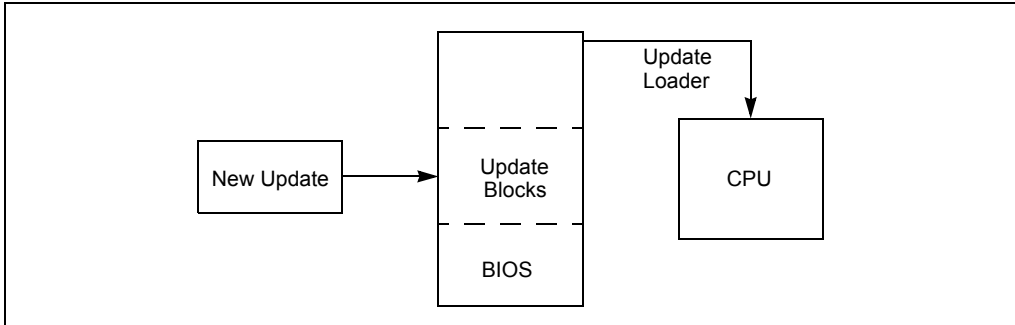 Update
Loader
New Update
Update
Blocks
CPU
BIOS